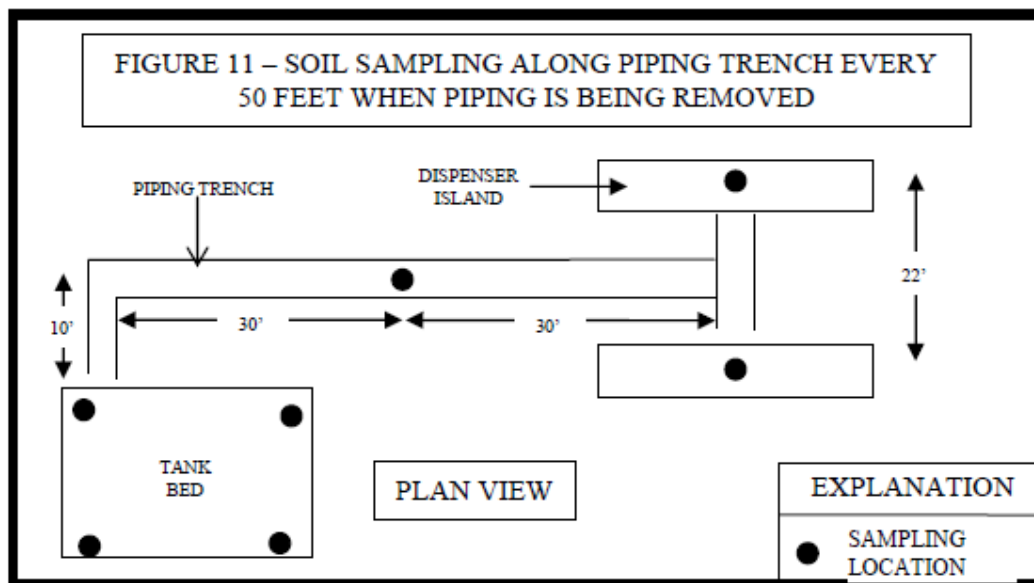 FIGURE 11 – SOIL SAMPLING ALONG PIPING TRENCH EVERY
50 FEET WHEN PIPING IS BEING REMOVED
PIPING TRENCH
DISPENSER
ISLAND
10’
30’
30’
22’
TANK
BED
PLAN VIEW
EXPLANATION
SAMPLING
LOCATION